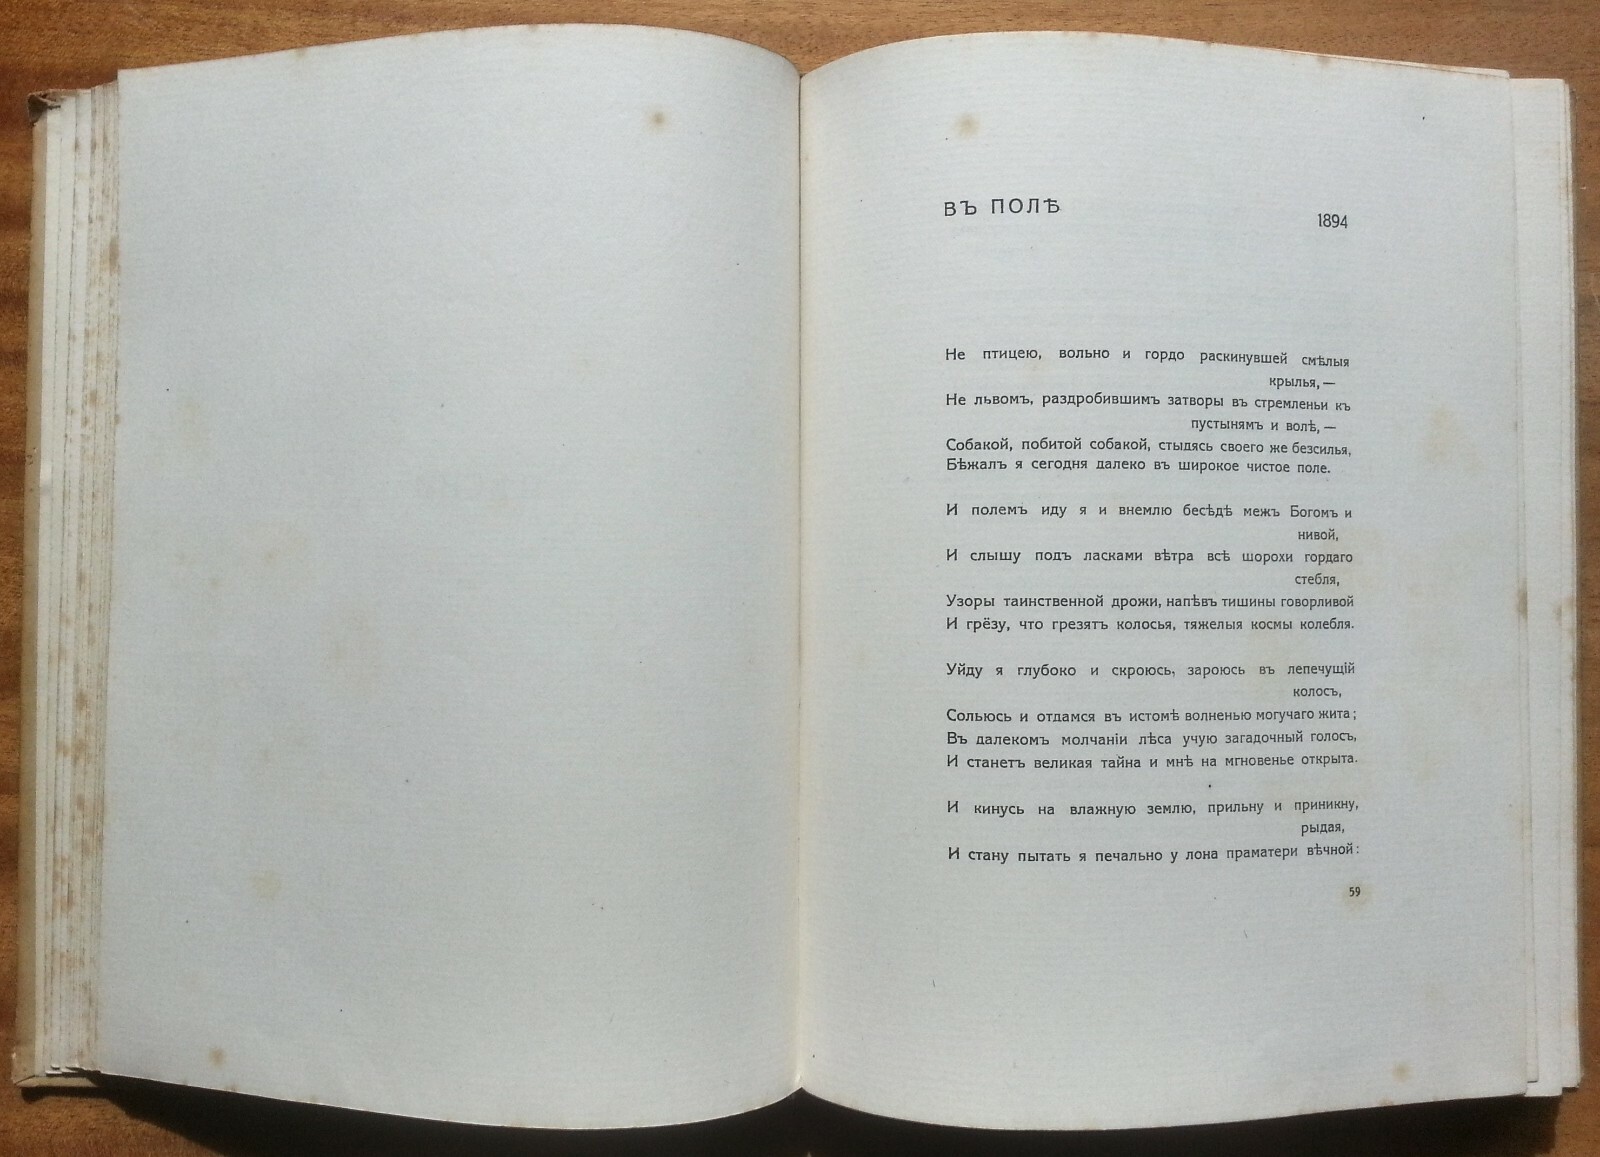 ВЪ ПОЛѢ
1894
Не птицею, вольно и гордо раскинувшей смѣлыя
крылья, —
Не львомъ, раздробившимъ затворы въ стремленьи къ
пустынямъ и волѣ, —
Собакой, побитой собакой, стыдясь своего же безсилья,
Бѣжалъ я сегодня далеко въ широкое чистое поле.
И полемъ иду я и внемлю бесѣдѣ межъ Богомъ и
нивой,
И слышу подъ ласками вѣтра всѣ шорохи гордаго
стебля,
Узоры таинственной дрожи, напѣвъ тишины говорливой
И грёзу, что грезятъ колосья, тяжелыя космы колебля.
Уйду я глубоко и скроюсь, зароюсь въ лепечущій
колосъ,
Сольюсь и отдамся въ истомѣ волненью могучаго жита;
Въ далекомъ молчаніи лѣса учую загадочный голосъ,
И станетъ великая тайна и мнѣ на мгновенье открыта.
И кинусь на влажную землю, прильну и приникну,
рыдая,
И стану пытать я печально у лона праматери вѣчной:
59